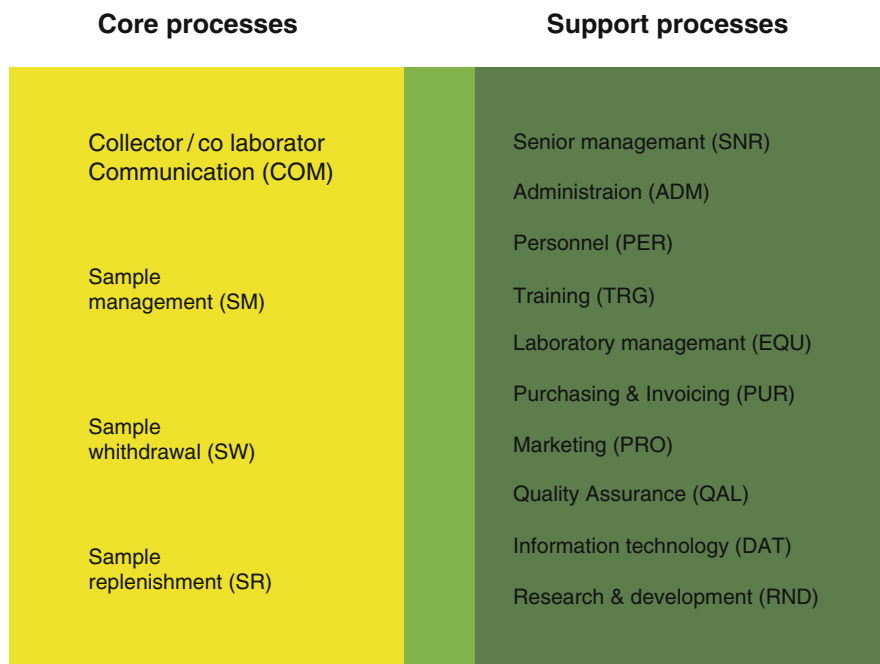 Core processes
Support processes
Collector / co laborator
Communication (COM)
Sample
management (SM)
Sample
whithdrawal (SW)
Sample
replenishment (SR)
Senior managemant (SNR)
Administraion (ADM)
Personnel (PER)
Training (TRG)
Laboratory managemant (EQU)
Purchasing & Invoicing (PUR)
Marketing (PRO)
Quality Assurance (QAL)
Information technology (DAT)
Research & development (RND)